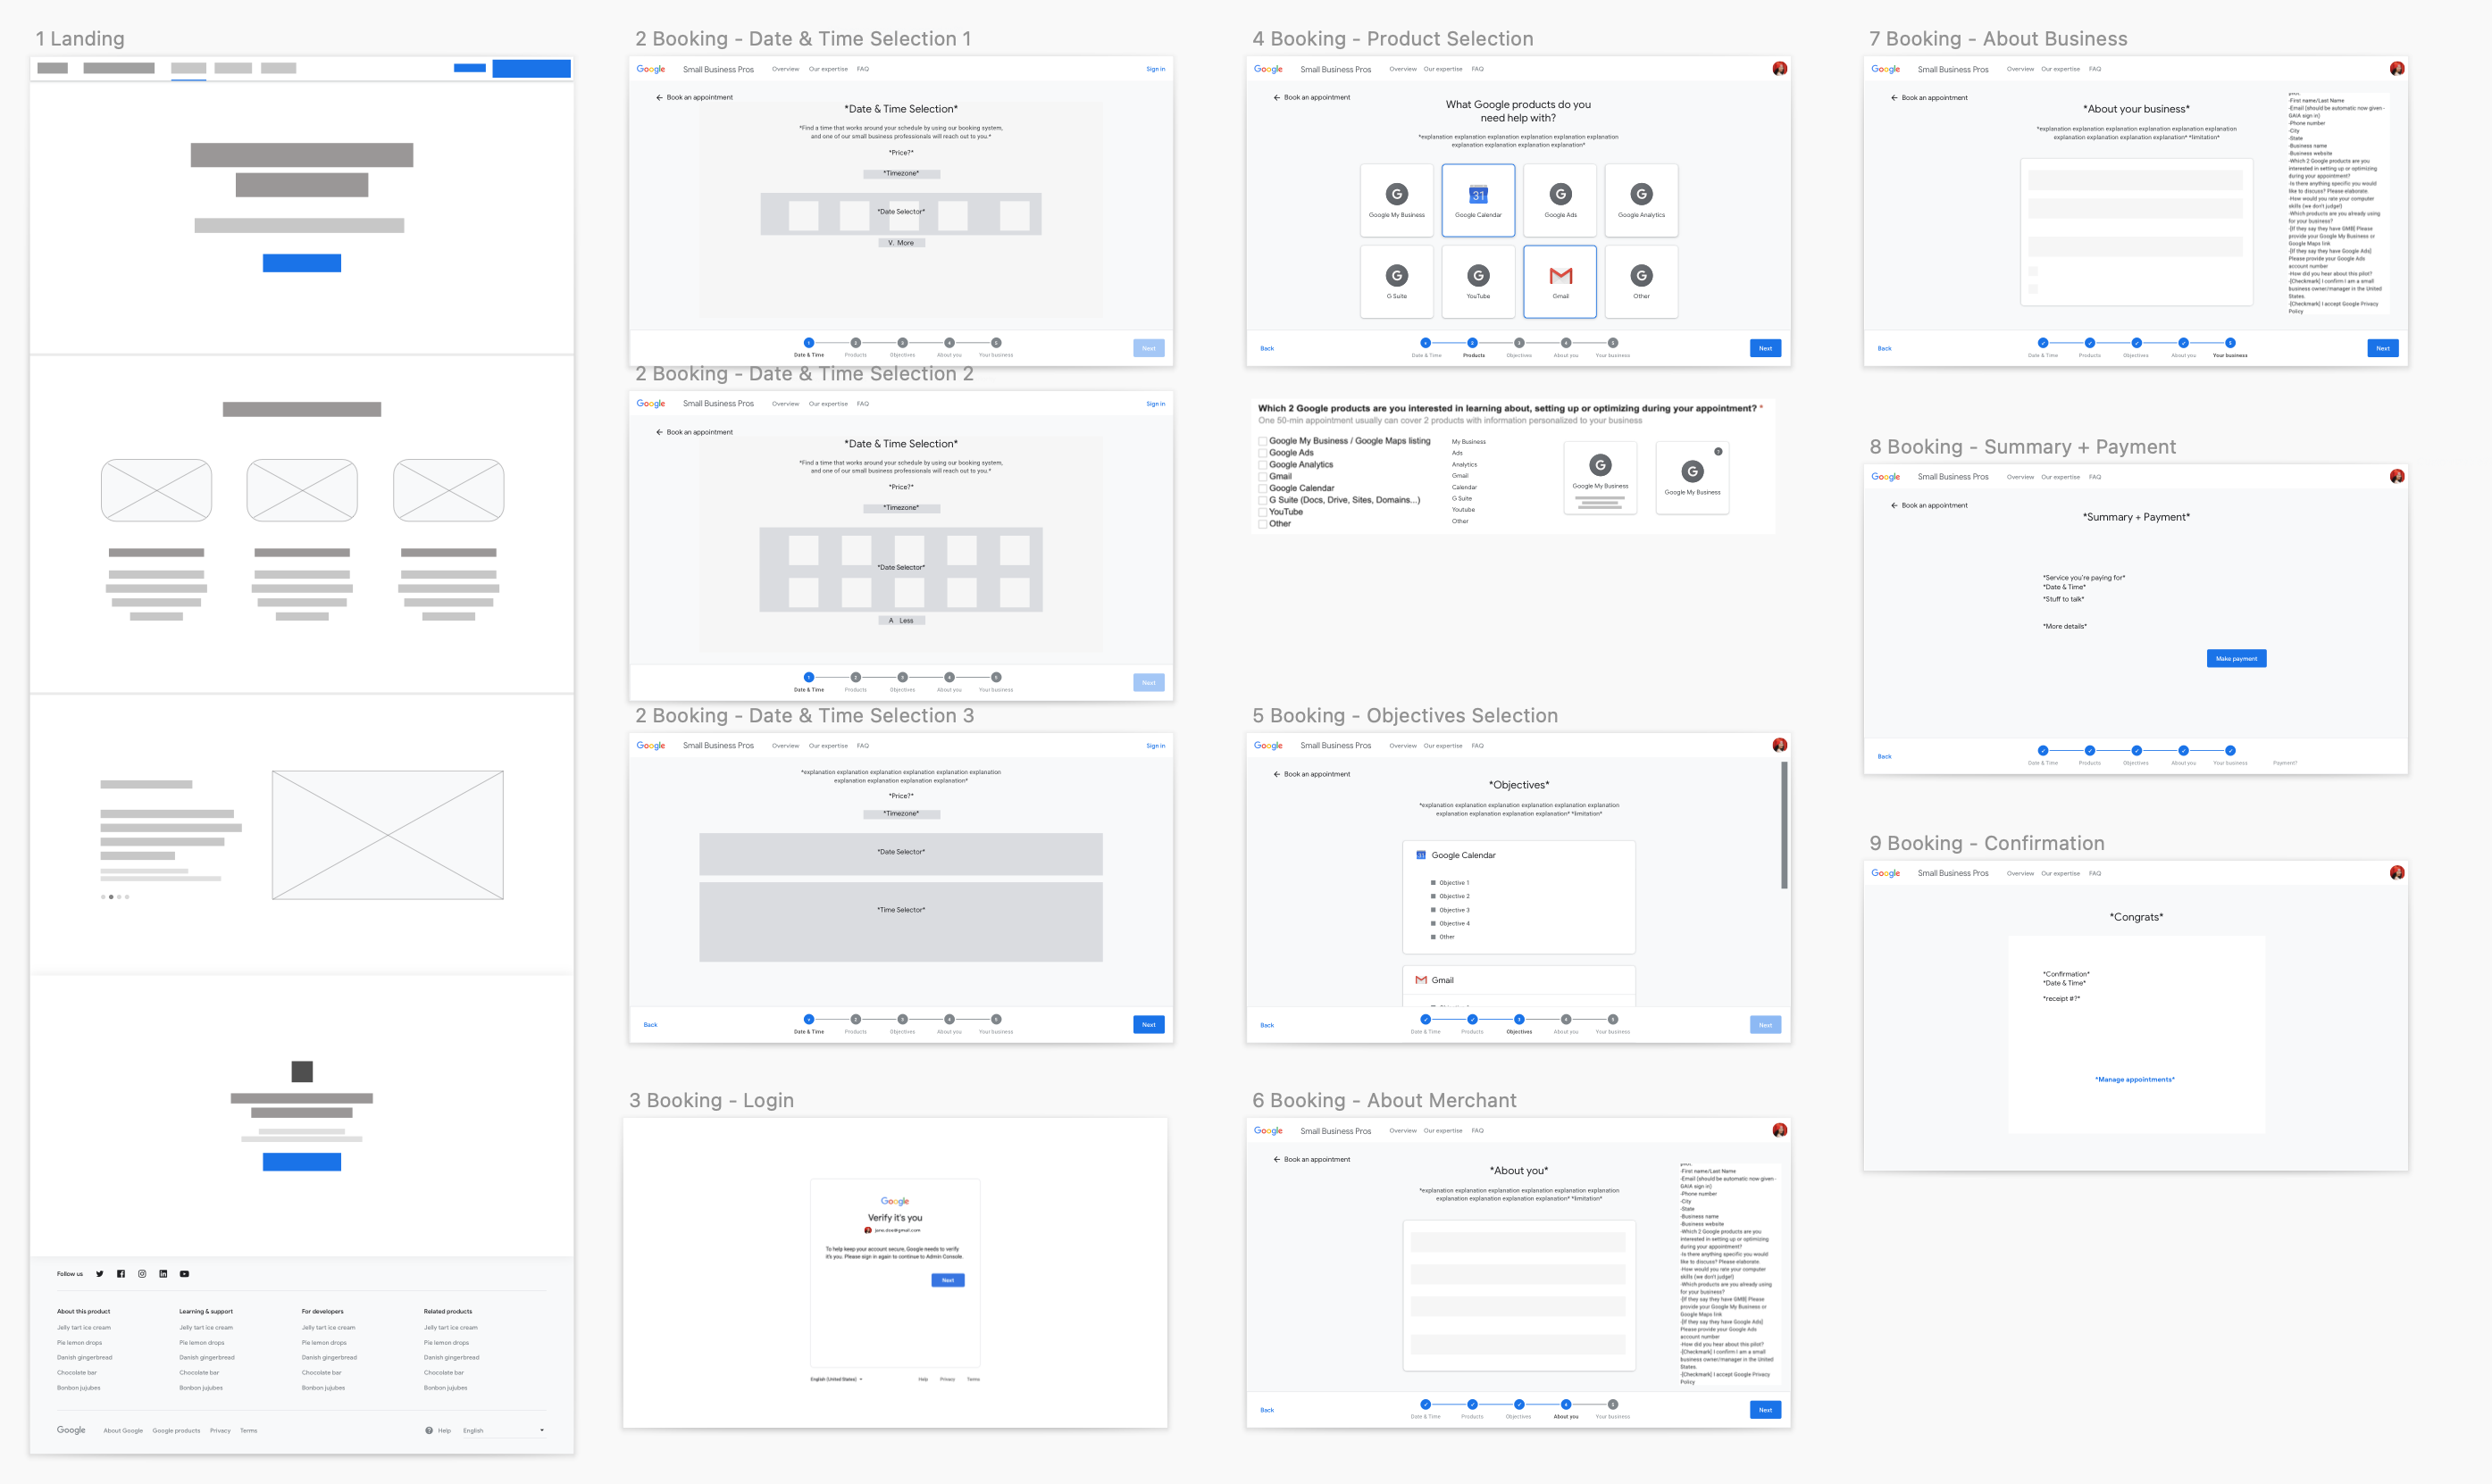 1 Landing
Follow us
About this product
Learning & support
For developers
Related products
Jelly tart ice cream
Jelly tart ice cream
Jelly tart ice cream
Jelly tart ice cream
Pie lemon drops
Pie lemon drops
Pie lemon drops
Pie lemon drops
Danish gingerbread
Danish gingerbread
Danish gingerbread
Danish gingerbread
Chocolate bar
Chocolate bar
Chocolate bar
Chocolate bar
Bonbon jujubes
Bonbon jujubes
Bonbon jujubes
Bonbon jujubes
Google About Google Google products Privacy Terms Help English
2 Booking - Date & Time Selection 1
Google Small Business Pros Overview Our expertise FAQ Sign in
Book an appointment
*Date & Time Selection*
*Find a time that works around your schedule by using our booking system,
and one of our small business professionals will reach out to you.*
*Price?*
*Timezone*
*Date Selector*
V. More
1 2 3 4 5
Date & Time Products Objectives About you Your business
Next
2 Booking - Date & Time Selection 2
Google Small Business Pros Overview Our expertise FAQ Sign in
Book an appointment
*Date & Time Selection*
*Find a time that works around your schedule by using our booking system,
and one of our small business professionals will reach out to you.*
*Price?*
*Timezone*
*Date Selector*
A Less
1 2 3 4 5
Date & Time Products Objectives About you Your business
Next
2 Booking - Date & Time Selection 3
Google Small Business Pros Overview Our expertise FAQ Sign in
*explanation explanation explanation explanation explanation explanation
explanation explanation explanation explanation*
*Price?*
*Timezone*
*Date Selector*
*Time Selector*
Back
2 3 4 5
Date & Time Products Objectives About you Your business
Next
3 Booking - Login
Google
Verify it's you
jane.doe@gmail.com
To help keep your account secure, Google needs to verify
it's you. Please sign in again to continue to Admin Console.
Next
English (United States) Help Privacy Terms
4 Booking - Product Selection
Google Small Business Pros Overview Our expertise FAQ
Book an appointment
What Google products do you
need help with?
*explanation explanation explanation explanation explanation explanation
explanation explanation explanation explanation*
G
31
G
G
Google My Business
Google Calendar
Google Ads
Google Analytics
G
G
G
G Suite
YouTube
Gmail
Other
Back
2 3 4 5
Date & Time Products Objectives About you Your business
Next
Which 2 Google products are you interested in learning about, setting up or optimizing during your appointment? *
One 50-min appointment usually can cover 2 products with information personalized to your business
Google My Business / Google Maps listing
Google Ads
Google Analytics
Gmail
Google Calendar
G Suite (Docs, Drive, Sites, Domains...)
YouTube
Other
My Business
Ads
Analytics
Gmail
Calendar
G Suite
Youtube
Other
G
Google My Business
G
Google My Business
5 Booking - Objectives Selection
Google Small Business Pros Overview Our expertise FAQ
Book an appointment
*Objectives*
*explanation explanation explanation explanation explanation explanation
explanation explanation explanation explanation* *limitation*
31 Google Calendar
Objective 1
Objective 2
Objective 3
Objective 4
Other
Gmail
Back
3 4 5
Date & Time Products Objectives About you Your business
Next
6 Booking - About Merchant
Google Small Business Pros Overview Our expertise FAQ
Book an appointment
*About you*
*explanation explanation explanation explanation explanation explanation
explanation explanation explanation explanation* *limitation*
pilot:
-First name/Last Name
-Email (should be automatic now given -
GAIA sign in)
-Phone number
-City
-State
-Business name
-Business website
-Which 2 Google products are you
interested in setting up or optimizing
during your appointment?
-Is there anything specific you would
like to discuss? Please elaborate.
-How would you rate your computer
skills (we don't judge!)
-Which products are you already using
for your business?
-[If they say they have GMB] Please
provide your Google My Business or
Google Maps link
-[If they say they have Google Ads]
Please provide your Google Ads
account number
-How did you hear about this pilot?
-[Checkmark] I confirm I am a small
business owner/manager in the United
States.
-[Checkmark] I accept Google Privacy
Policy
Back
4 5
Date & Time Products Objectives About you Your business
Next
7 Booking - About Business
Google Small Business Pros Overview Our expertise FAQ
Book an appointment
*About your business*
*explanation explanation explanation explanation explanation explanation
explanation explanation explanation explanation* *limitation*
pilot:
-First name/Last Name
-Email (should be automatic now given -
GAIA sign in)
-Phone number
-City
-State
-Business name
-Business website
-Which 2 Google products are you
interested in setting up or optimizing
during your appointment?
-Is there anything specific you would
like to discuss? Please elaborate.
-How would you rate your computer
skills (we don't judge!)
-Which products are you already using
for your business?
-[If they say they have GMB] Please
provide your Google My Business or
Google Maps link
-[If they say they have Google Ads]
Please provide your Google Ads
account number
-How did you hear about this pilot?
-[Checkmark] I confirm I am a small
business owner/manager in the United
States.
-[Checkmark] I accept Google Privacy
Policy
Back
5
Date & Time Products Objectives About you Your business
Next
8 Booking - Summary + Payment
Google Small Business Pros Overview Our expertise FAQ
Book an appointment
*Summary + Payment*
*Service you're paying for*
*Date & Time*
*Stuff to talk*
*More details*
Make payment
Back
Date & Time Products Objectives About you Your business Payment?
9 Booking - Confirmation
Google Small Business Pros Overview Our expertise FAQ
*Congrats*
*Confirmation*
*Date & Time*
*receipt #?*
*Manage appointments*